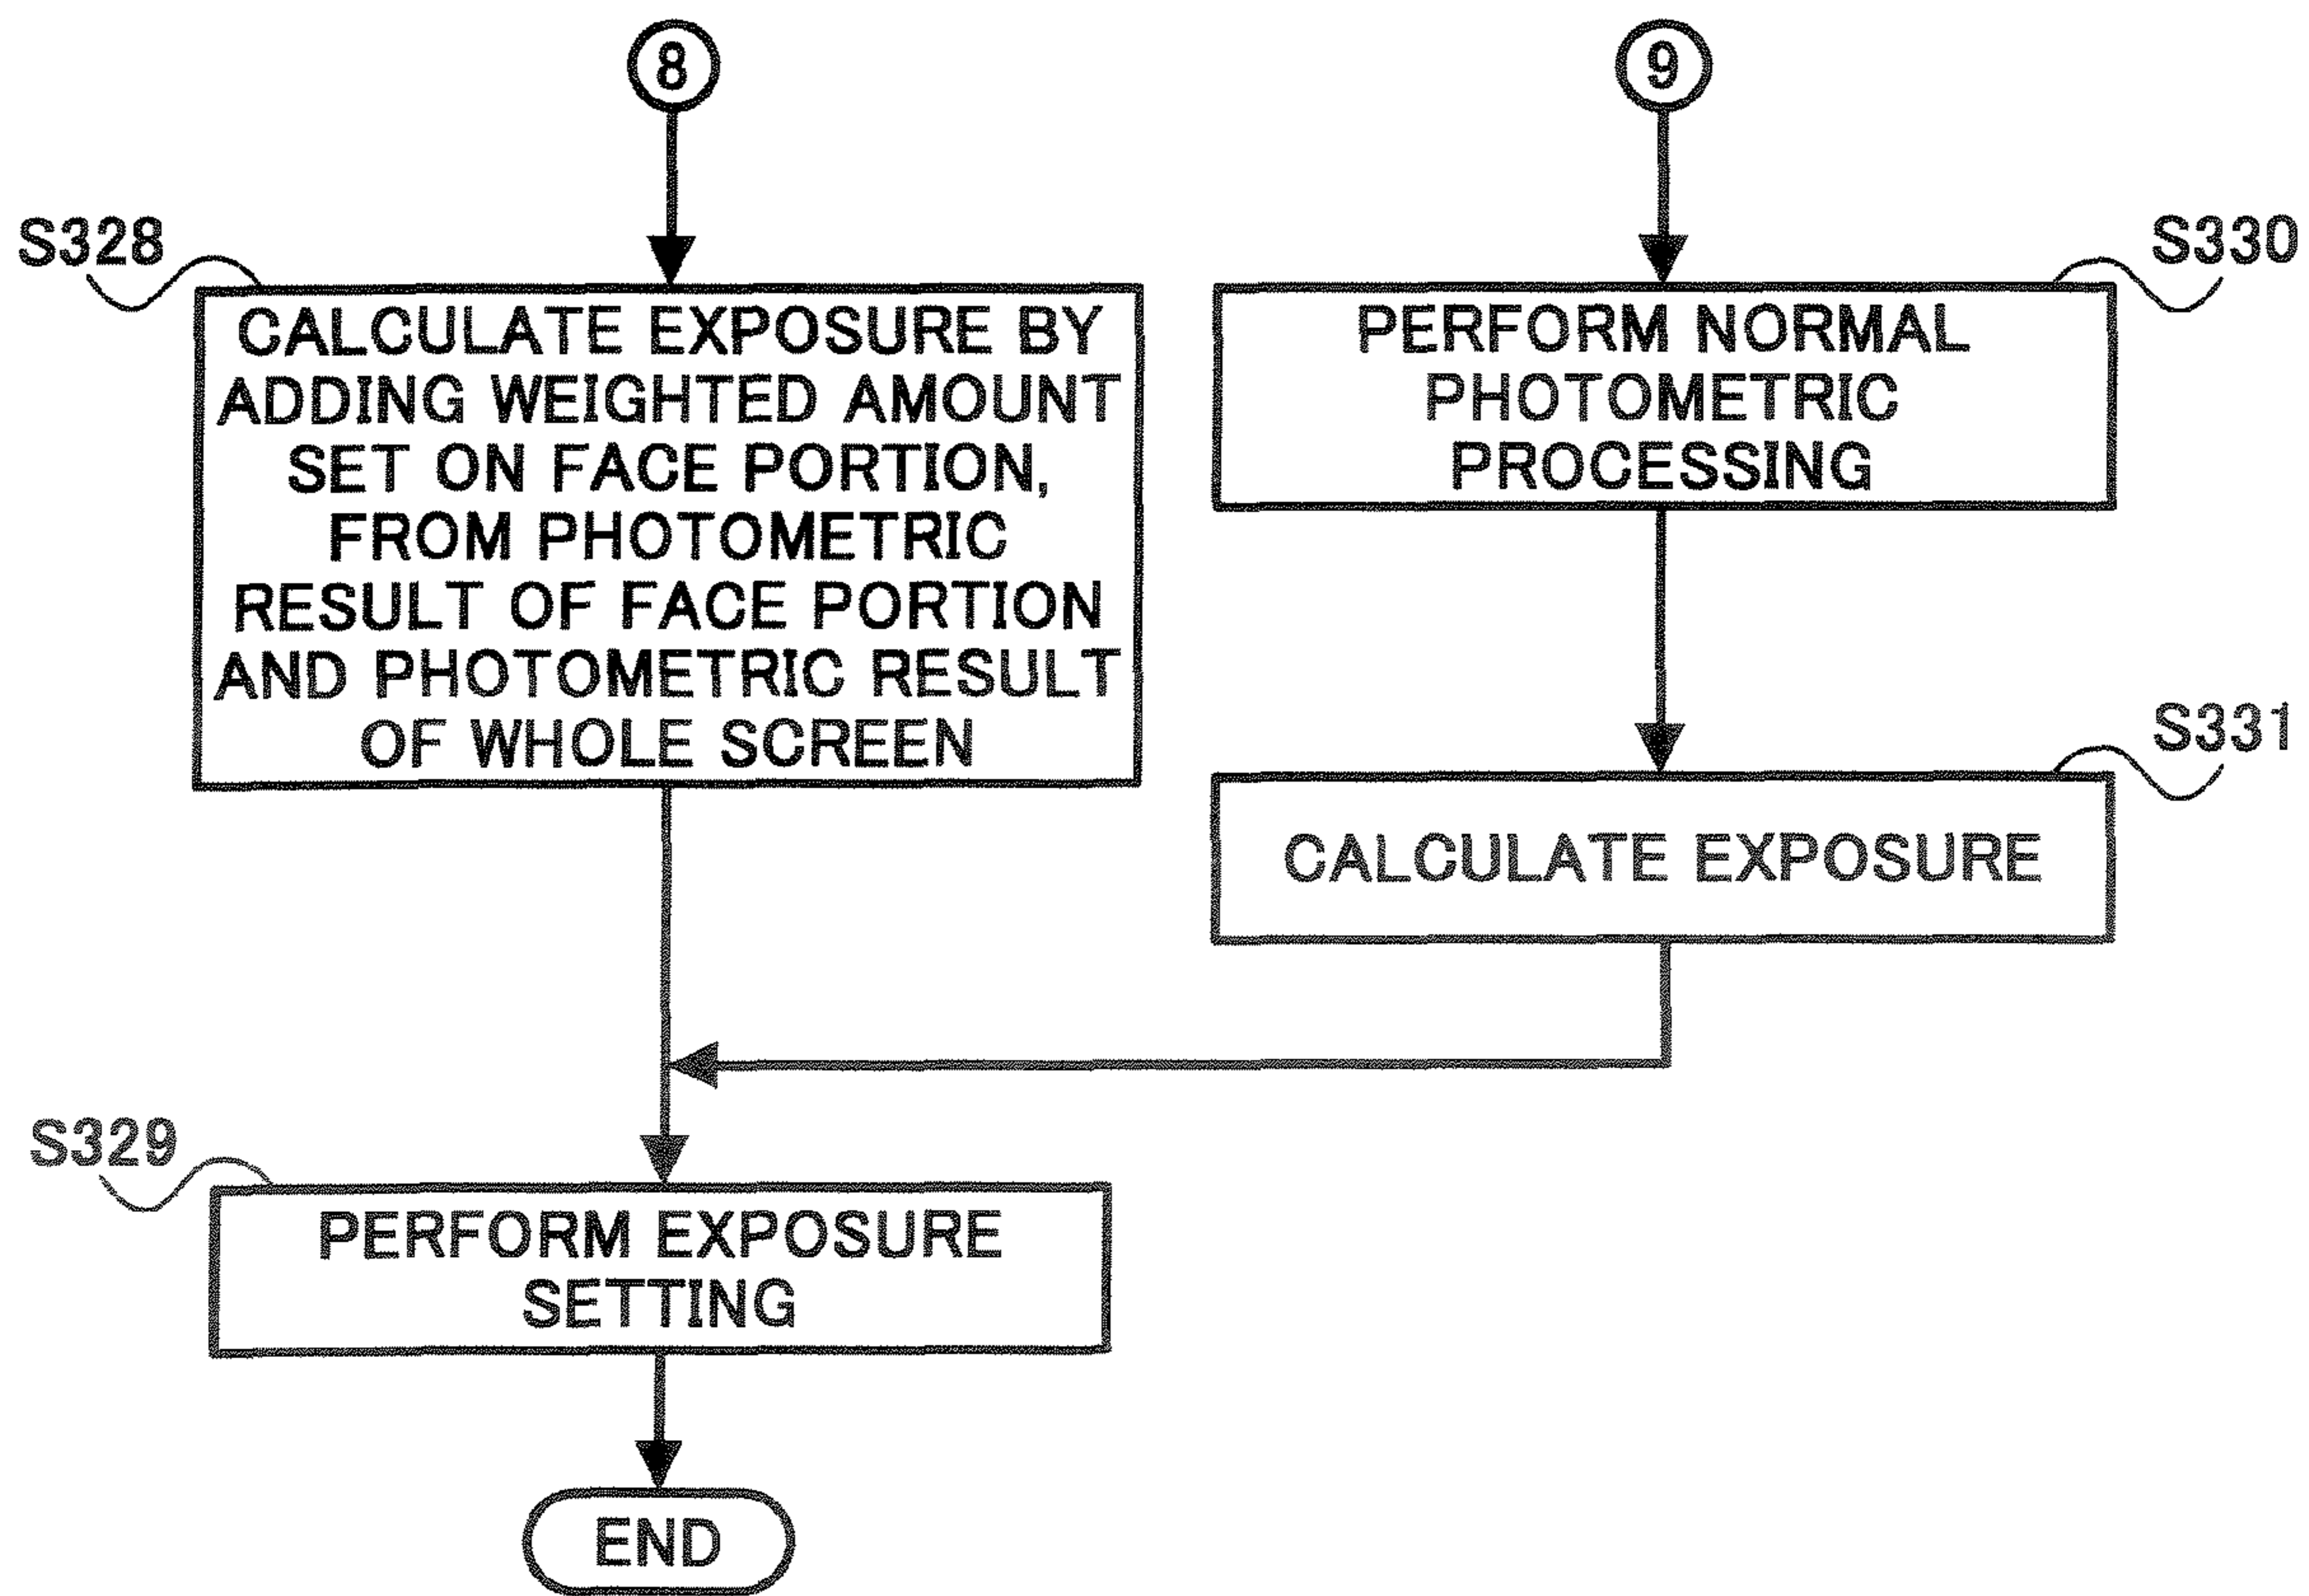 8
S328
CALCULATE EXPOSURE BY
ADDING WEIGHTED AMOUNT
SET ON FACE PORTION,
FROM PHOTOMETRIC
RESULT OF FACE PORTION
AND PHOTOMETRIC RESULT
OF WHOLE SCREEN
9
S330
PERFORM NORMAL
PHOTOMETRIC
PROCESSING
S331
CALCULATE EXPOSURE
S329
PERFORM EXPOSURE
SETTING
END